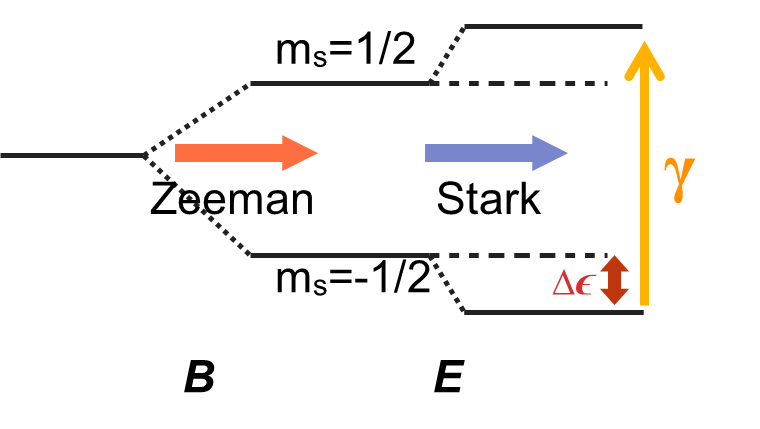 mₛ=1/2
γ
Zeeman
Stark
mₛ=-1/2
Δϵ
B
E